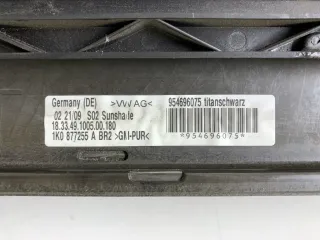 Germany (DE) >VWAG<
02 21/09 S02 Sunshade
18.33.49.1005.00.180
1K0 877255 A BR2 >GMI-PUR<
954696075 titanschwarz
*954696075*